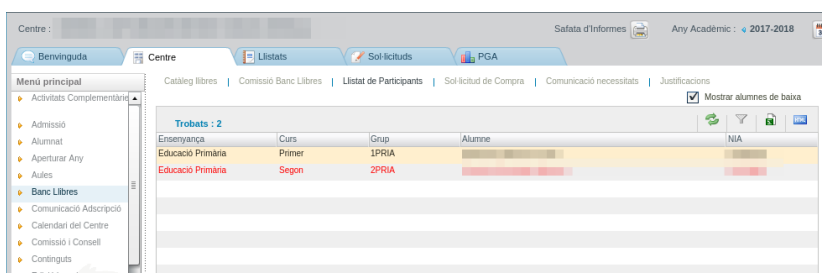 Centre :
Safata d'Informes
Any Acadèmic : 2017-2018
Benvinguda
Centre
Llistats
Sol·licituds
PGA
Menú principal
Catàleg llibres | Comissió Banc Llibres | Llistat de Participants | Sol·licitud de Compra | Comunicació necessitats | Justificacions
Activitats Complementàrie
Mostrar alumnes de baixa
Admissió
Alumnat
Aperturar Any
Aules
Banc Llibres
Comunicació Adscripció
Calendari del Centre
Comissió i Consell
Continguts
Trobats : 2
Ensenyança Curs Grup Alumne NIA
Educació Primària Primer 1PRIA
Educació Primària Segon 2PRIA